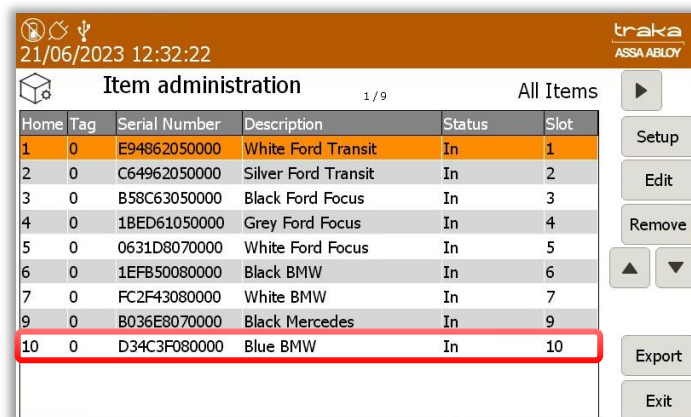 21/06/2023 12:32:22
traka
ASSA ABLOY
Item administration 1/9 All Items
Home Tag Serial Number Description Status Slot
1 0 E94862050000 White Ford Transit In 1
2 0 C64962050000 Silver Ford Transit In 2
3 0 B58C63050000 Black Ford Focus In 3
4 0 1BED61050000 Grey Ford Focus In 4
5 0 0631D8070000 White Ford Focus In 5
6 0 1EFB50080000 Black BMW In 6
7 0 FC2F43080000 White BMW In 7
9 0 B036E8070000 Black Mercedes In 9
10 0 D34C3F080000 Blue BMW In 10
Setup
Edit
Remove
Export
Exit